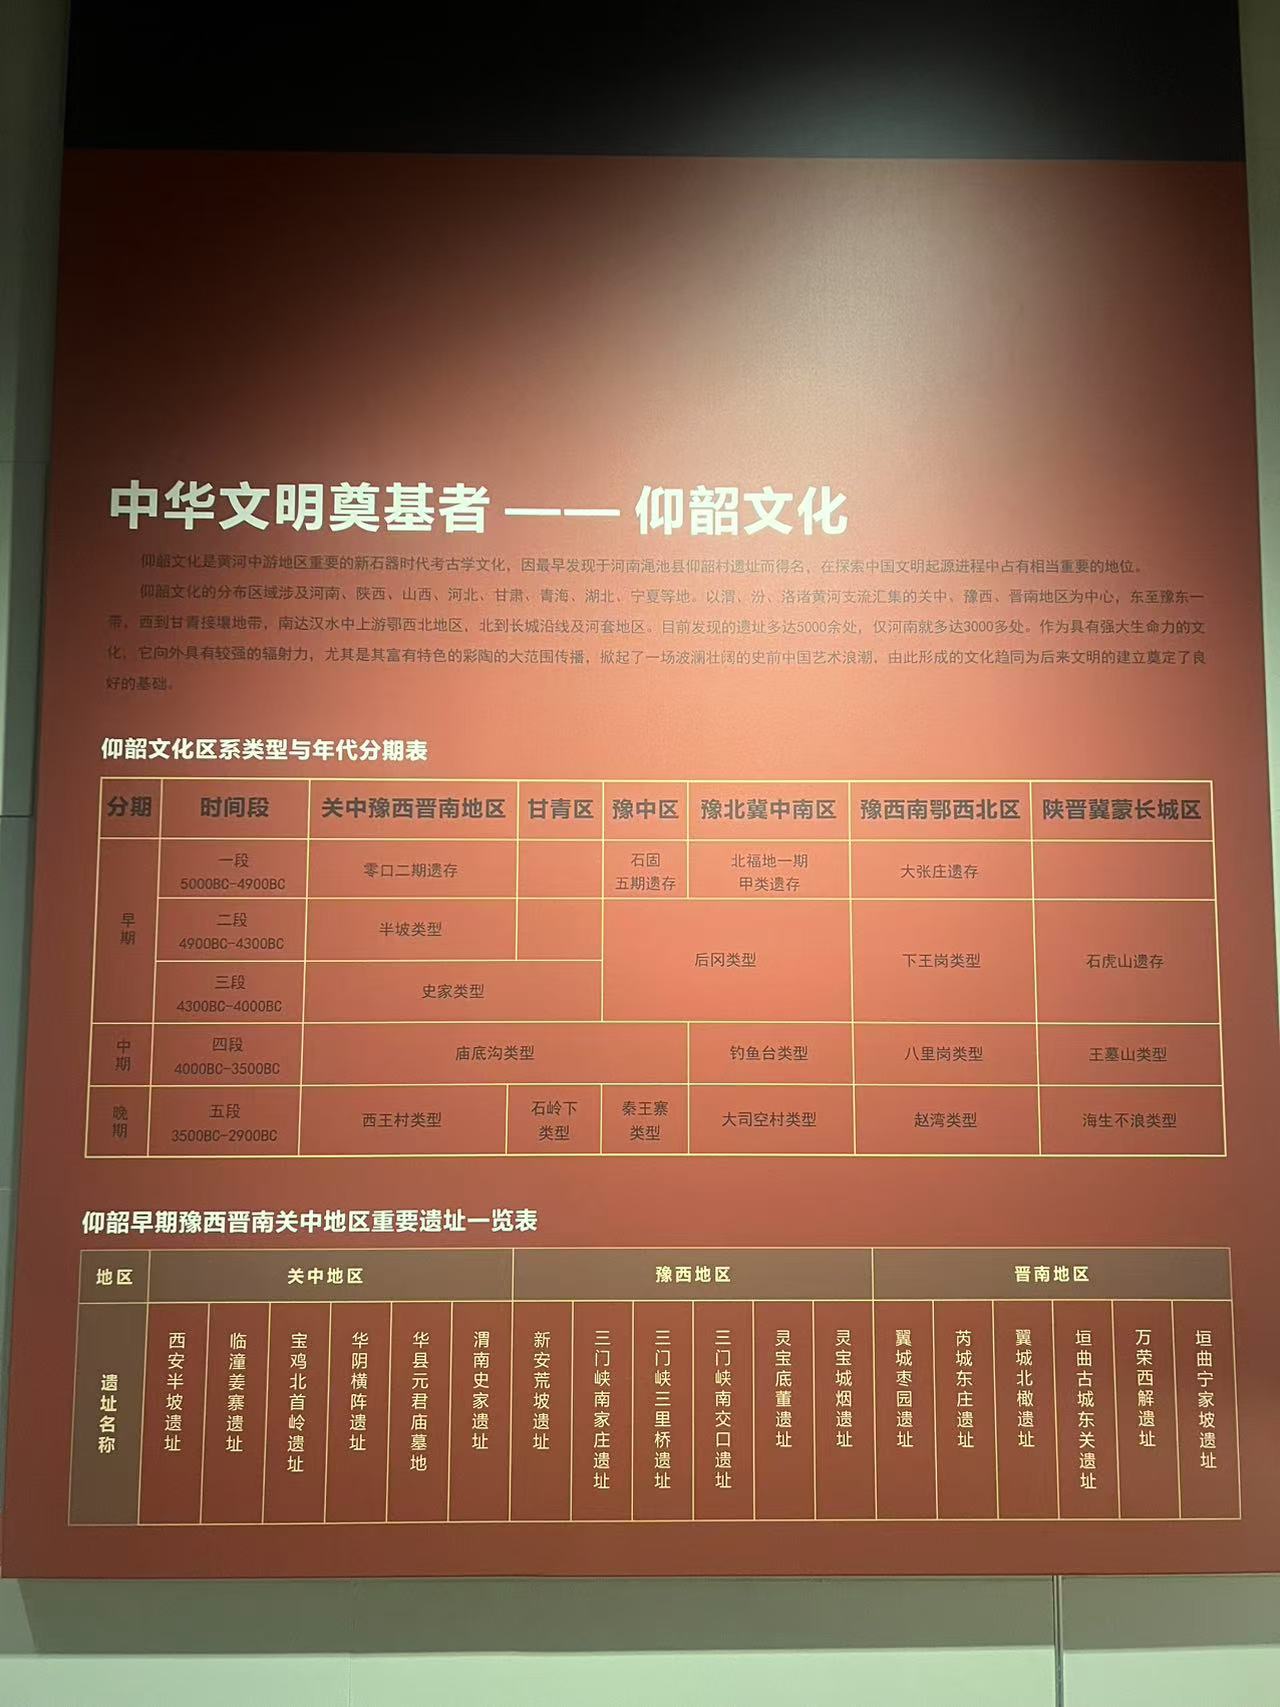 中华文明奠基者 —— 仰韶文化
仰韶文化是黄河中游地区重要的新石器时代考古学文化，因最早发现于河南渑池县仰韶村遗址而得名，在探索中国文明起源进程中占有相当重要的地位。
仰韶文化的分布区域涉及河南、陕西、山西、河北、甘肃、青海、湖北、宁夏等地。以渭、汾、洛诸黄河支流汇集的关中、豫西、晋南地区为中心，东至豫东一
带，西到甘青接壤地带，南达汉水中上游鄂西北地区，北到长城沿线及河套地区。目前发现的遗址多达5000余处，仅河南就多达3000多处。作为具有强大生命力的文
化，它向外具有较强的辐射力，尤其是其富有特色的彩陶的大范围传播，掀起了一场波澜壮阔的史前中国艺术浪潮，由此形成的文化趋同为后来文明的建立奠定了良
好的基础。
仰韶文化区系类型与年代分期表
分期 时间段 关中豫西晋南地区 甘青区 豫中区 豫北冀中南区 豫西南鄂西北区 陕晋冀蒙长城区
早期
一段
5000BC-4900BC
零口二期遗存
石固
五期遗存
北福地一期
甲类遗存
大张庄遗存
二段
4900BC-4300BC
半坡类型
后冈类型
下王岗类型
石虎山遗存
三段
4300BC-4000BC
史家类型
中期
四段
4000BC-3500BC
庙底沟类型
钓鱼台类型
八里岗类型
王墓山类型
晚期
五段
3500BC-2900BC
西王村类型
石岭下
类型
秦王寨
类型
大司空村类型
赵湾类型
海生不浪类型
仰韶早期豫西晋南关中地区重要遗址一览表
地区 关中地区 豫西地区 晋南地区
遗址名称
西安半坡遗址
临潼姜寨遗址
宝鸡北首岭遗址
华阴横阵遗址
华县元君庙墓地
渭南史家遗址
新安荒坡遗址
三门峡南家庄遗址
三门峡三里桥遗址
三门峡南交口遗址
灵宝底董遗址
灵宝城烟遗址
翼城枣园遗址
芮城东庄遗址
翼城北橄遗址
垣曲古城东关遗址
万荣西解遗址
垣曲宁家坡遗址